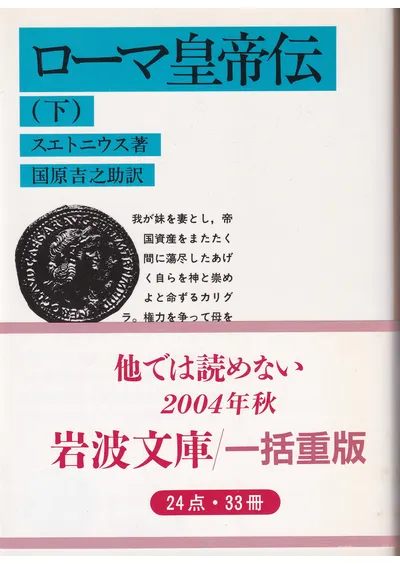 ローマ皇帝伝
(下)
スエトニウス著
国原吉之助訳
我が妹を妻とし,帝
国資産をまたたく
間に蕩尽したあげ
く自らを神と崇め
よと命ずるカリグ
ラ。権力を争って母を
他では読めない
2004年秋
岩波文庫/一括重版
24点・33冊